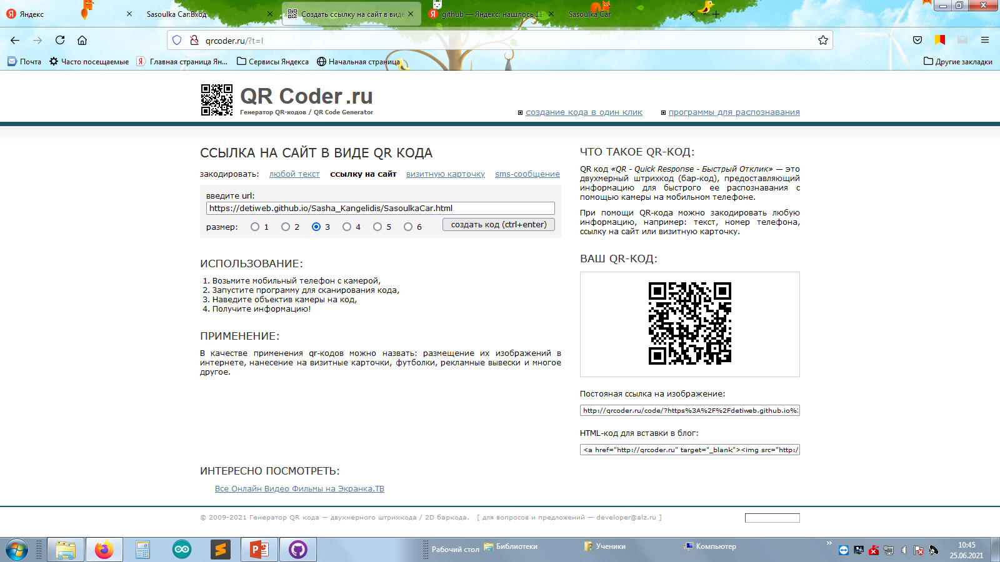 Яндекс
Sasoulka Car:Вход
Создать ссылку на сайт в виде
github — Яндекс: нашлось 11
Sasoulka Car
qrcoder.ru/?t=l
Почта
Часто посещаемые
Главная страница Ян...
Сервисы Яндекса
Начальная страница
Другие закладки
QR Coder.ru
Генератор QR-кодов / QR Code Generator
создание кода в один клик
программы для распознавания
ССЫЛКА НА САЙТ В ВИДЕ QR КОДА
закодировать: любой текст ссылку на сайт визитную карточку sms-сообщение
введите url:
https://detiweb.github.io/Sasha_Kangelidis/SasoulkaCar.html
размер: 1 2 3 4 5 6 создать код (ctrl+enter)
ИСПОЛЬЗОВАНИЕ:
1. Возьмите мобильный телефон с камерой,
2. Запустите программу для сканирования кода,
3. Наведите объектив камеры на код,
4. Получите информацию!
ПРИМЕНЕНИЕ:
В качестве применения qr-кодов можно назвать: размещение их изображений в
интернете, нанесение на визитные карточки, футболки, рекламные вывески и многое
другое.
ЧТО ТАКОЕ QR-КОД:
QR код «QR - Quick Response - Быстрый Отклик» — это
двухмерный штрихкод (бар-код), предоставляющий
информацию для быстрого ее распознавания с
помощью камеры на мобильном телефоне.
При помощи QR-кода можно закодировать любую
информацию, например: текст, номер телефона,
ссылку на сайт или визитную карточку.
ВАШ QR-КОД:
Постояная ссылка на изображение:
http://qrcoder.ru/code/?https%3A%2F%2Fdetiweb.github.io%
HTML-код для вставки в блог:
<a href="http://qrcoder.ru" target="_blank"><img src="http:/
ИНТЕРЕСНО ПОСМОТРЕТЬ:
Все Онлайн Видео Фильмы на Экранка.ТВ
© 2009-2021 Генератор QR кода — двухмерного штрихкода / 2D баркода. [ для вопросов и предложений — developer@alz.ru ]
Рабочий стол
Библиотеки
Ученики
Компьютер
10:45
25.06.2021